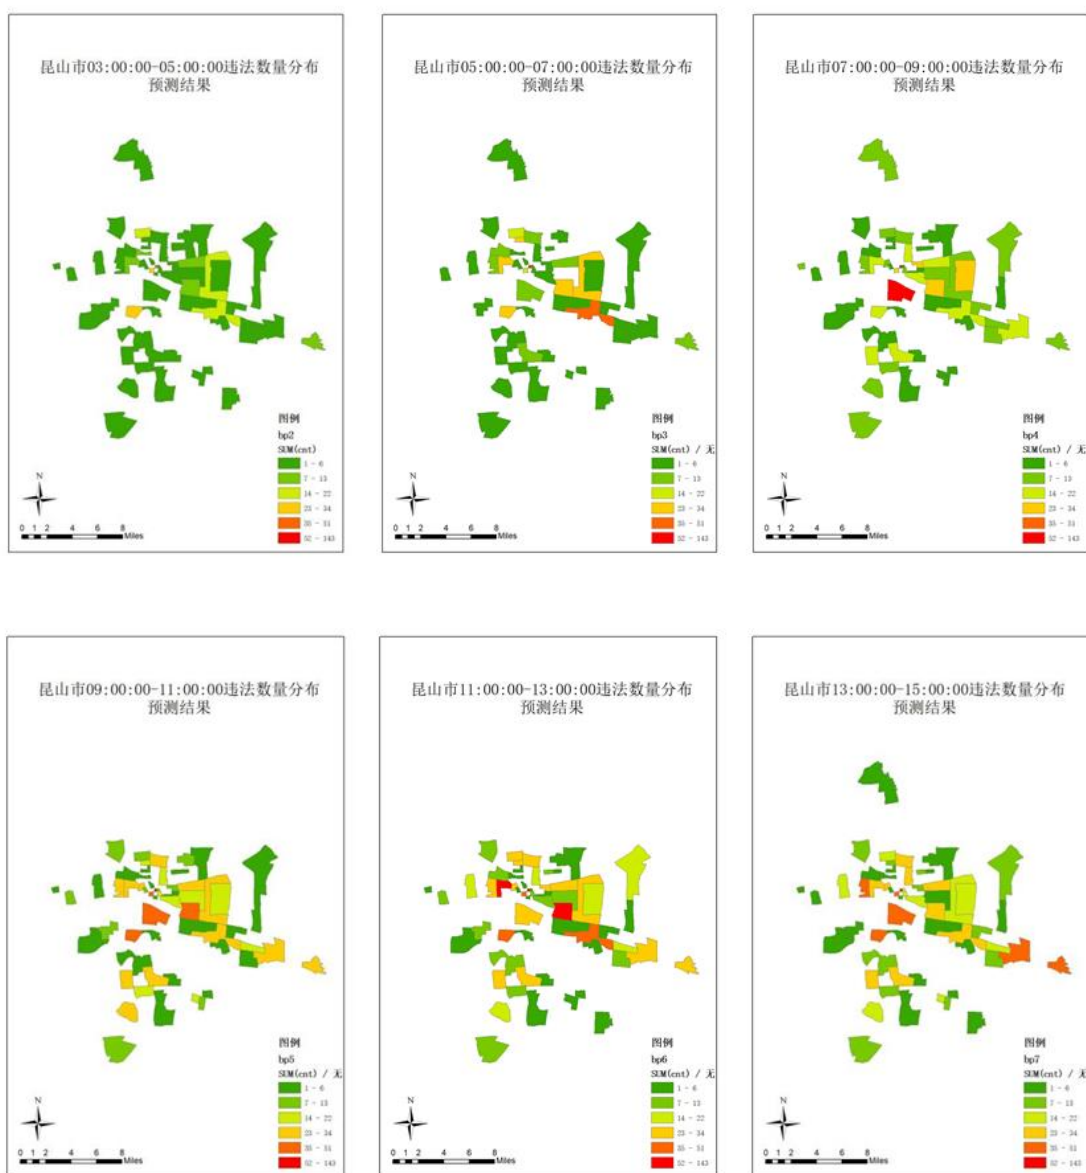 昆山市03:00:00-05:00:00违法数量分布
预测结果
图例
bp2
SUM(cnt) / 无
1 - 6
7 - 13
14 - 22
23 - 34
35 - 51
52 - 143
N
0 1 2 4 6 8
Miles
昆山市05:00:00-07:00:00违法数量分布
预测结果
图例
bp3
SUM(cnt) / 无
1 - 6
7 - 13
14 - 22
23 - 34
35 - 51
52 - 143
N
0 1 2 4 6 8
Miles
昆山市07:00:00-09:00:00违法数量分布
预测结果
图例
bp4
SUM(cnt) / 无
1 - 6
7 - 13
14 - 22
23 - 34
35 - 51
52 - 143
N
0 1 2 4 6 8
Miles
昆山市09:00:00-11:00:00违法数量分布
预测结果
图例
bp5
SUM(cnt) / 无
1 - 6
7 - 13
14 - 22
23 - 34
35 - 51
52 - 143
N
0 1 2 4 6 8
Miles
昆山市11:00:00-13:00:00违法数量分布
预测结果
图例
bp6
SUM(cnt) / 无
1 - 6
7 - 13
14 - 22
23 - 34
35 - 51
52 - 143
N
0 1 2 4 6 8
Miles
昆山市13:00:00-15:00:00违法数量分布
预测结果
图例
bp7
SUM(cnt) / 无
1 - 6
7 - 13
14 - 22
23 - 34
35 - 51
52 - 143
N
0 1 2 4 6 8
Miles